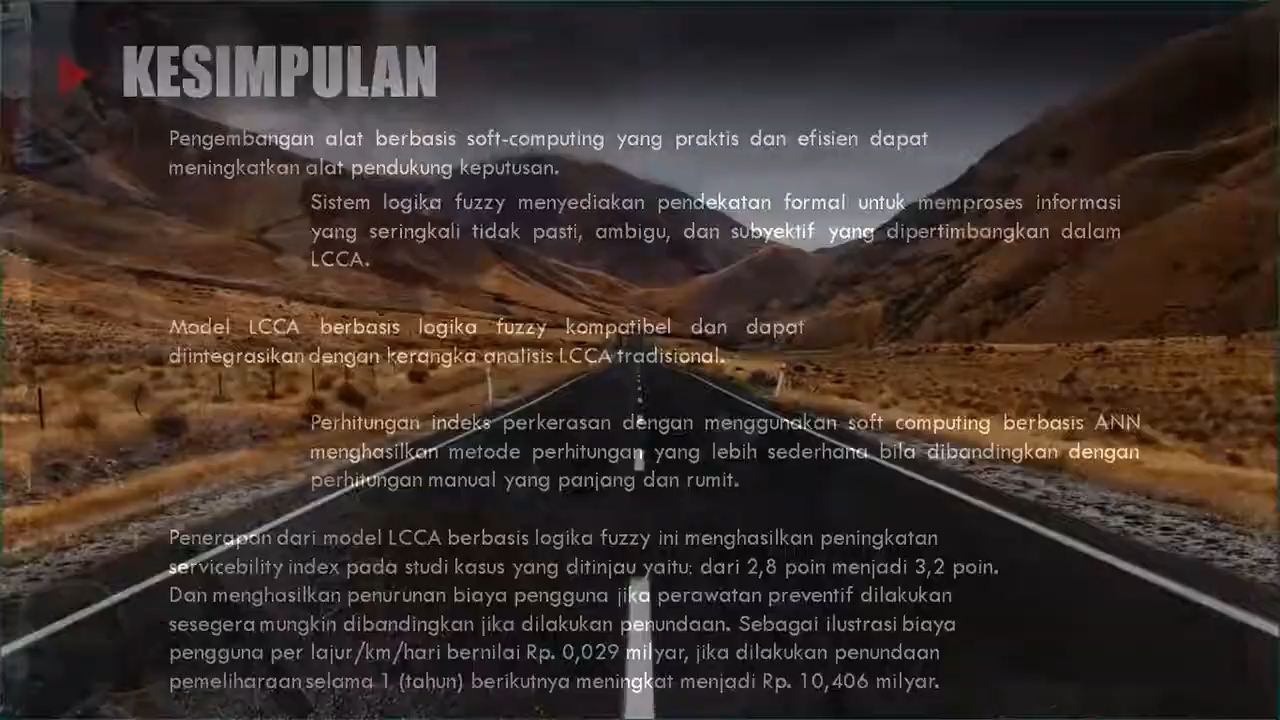 KESIMPULAN
Pengembangan alat berbasis soft-computing yang praktis dan efisien dapat
meningkatkan alat pendukung keputusan.
Sistem logika fuzzy menyediakan pendekatan formal untuk memproses informasi
yang seringkali tidak pasti, ambigu, dan subyektif yang dipertimbangkan dalam
LCCA.
Model LCCA berbasis logika fuzzy kompatibel dan dapat
diintegrasikan dengan kerangka analisis LCCA tradisional.
Perhitungan indeks perkerasan dengan menggunakan soft computing berbasis ANN
menghasilkan metode perhitungan yang lebih sederhana bila dibandingkan dengan
perhitungan manual yang panjang dan rumit.
Penerapan dari model LCCA berbasis logika fuzzy ini menghasilkan peningkatan
servicebility index pada studi kasus yang ditinjau yaitu: dari 2,8 poin menjadi 3,2 poin.
Dan menghasilkan penurunan biaya pengguna jika perawatan preventif dilakukan
sesegera mungkin dibandingkan jika dilakukan penundaan. Sebagai ilustrasi biaya
pengguna per lajur/km/hari bernilai Rp. 0,029 milyar, jika dilakukan penundaan
pemeliharaan selama 1 (tahun) berikutnya meningkat menjadi Rp. 10,406 milyar.